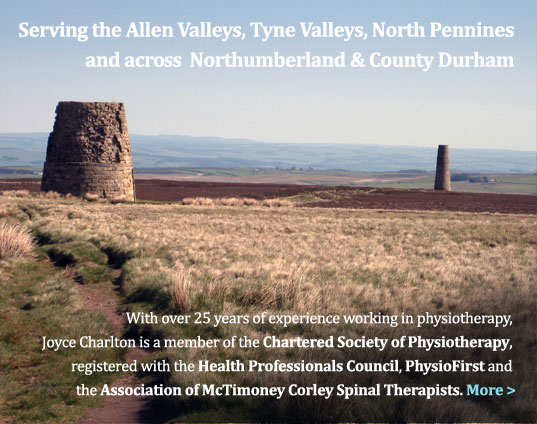 Serving the Allen Valleys, Tyne Valleys, North Pennines
and across Northumberland & County Durham
With over 25 years of experience working in physiotherapy,
Joyce Charlton is a member of the Chartered Society of Physiotherapy,
registered with the Health Professionals Council, PhysioFirst and
the Association of McTimoney Corley Spinal Therapists. More >